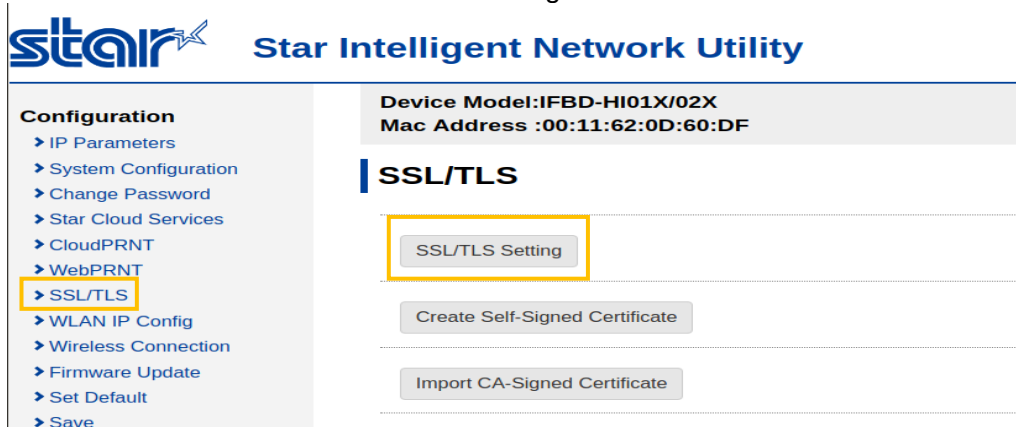 star
Star Intelligent Network Utility
Configuration
IP Parameters
System Configuration
Change Password
Star Cloud Services
CloudPRNT
WebPRNT
SSL/TLS
WLAN IP Config
Wireless Connection
Firmware Update
Set Default
Save
Device Model:IFBD-HI01X/02X
Mac Address :00:11:62:0D:60:DF
SSL/TLS
SSL/TLS Setting
Create Self-Signed Certificate
Import CA-Signed Certificate